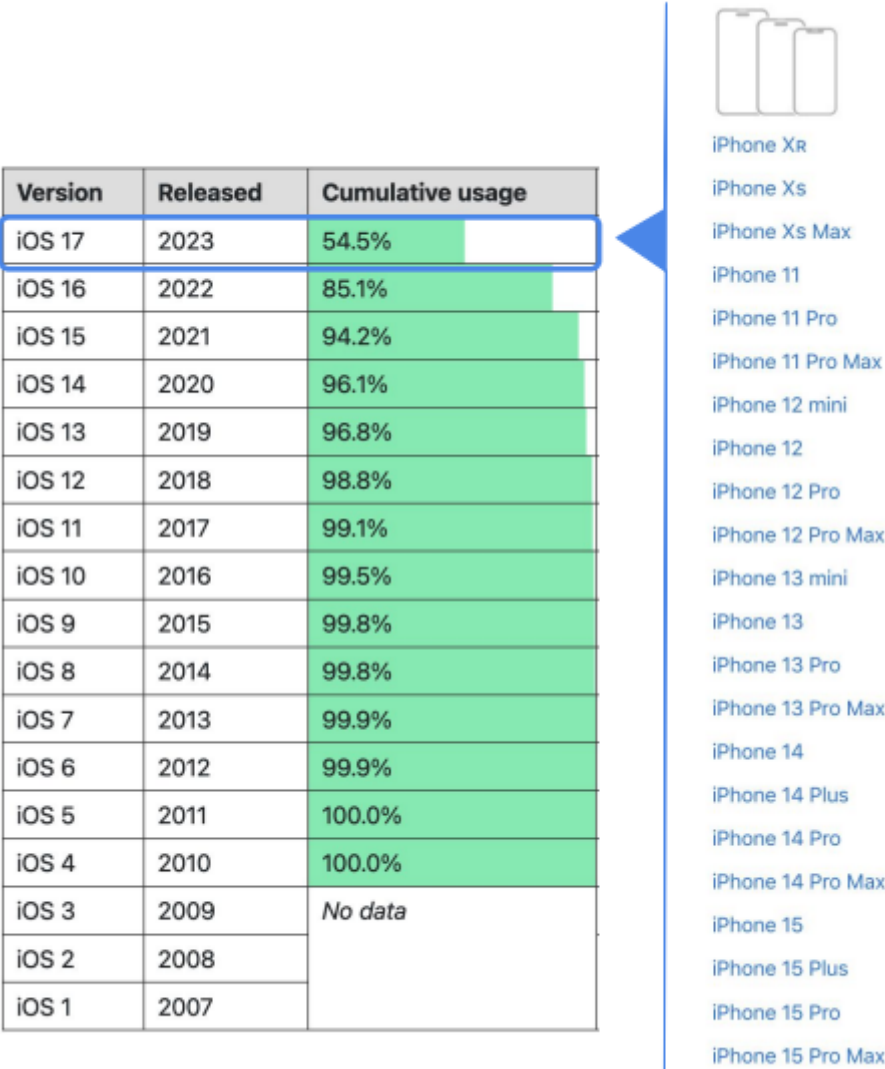 Version Released Cumulative usage
iOS 17 2023 54.5%
iOS 16 2022 85.1%
iOS 15 2021 94.2%
iOS 14 2020 96.1%
iOS 13 2019 96.8%
iOS 12 2018 98.8%
iOS 11 2017 99.1%
iOS 10 2016 99.5%
iOS 9 2015 99.8%
iOS 8 2014 99.8%
iOS 7 2013 99.9%
iOS 6 2012 99.9%
iOS 5 2011 100.0%
iOS 4 2010 100.0%
iOS 3 2009 No data
iOS 2 2008
iOS 1 2007
iPhone XR
iPhone Xs
iPhone Xs Max
iPhone 11
iPhone 11 Pro
iPhone 11 Pro Max
iPhone 12 mini
iPhone 12
iPhone 12 Pro
iPhone 12 Pro Max
iPhone 13 mini
iPhone 13
iPhone 13 Pro
iPhone 13 Pro Max
iPhone 14
iPhone 14 Plus
iPhone 14 Pro
iPhone 14 Pro Max
iPhone 15
iPhone 15 Plus
iPhone 15 Pro
iPhone 15 Pro Max